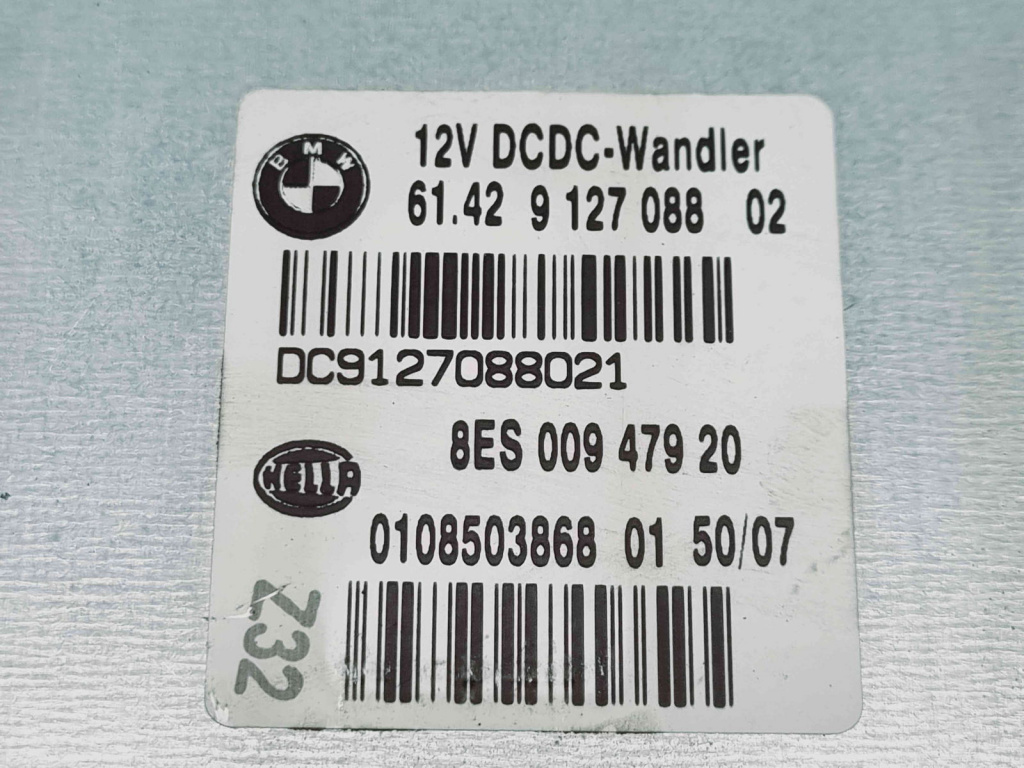 BMW
12V DCDC-Wandler
61.42 9 127 088 02
DC9127088021
8ES 009 479 20
HELLA
0108503868 01 50/07
Z32